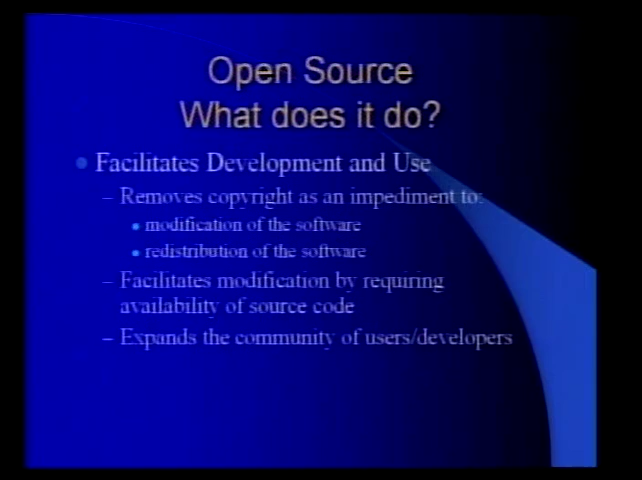 Open Source
What does it do?
Facilitates Development and Use
– Removes copyright as an impediment to:
modification of the software
redistribution of the software
– Facilitates modification by requiring
availability of source code
– Expands the community of users/developers